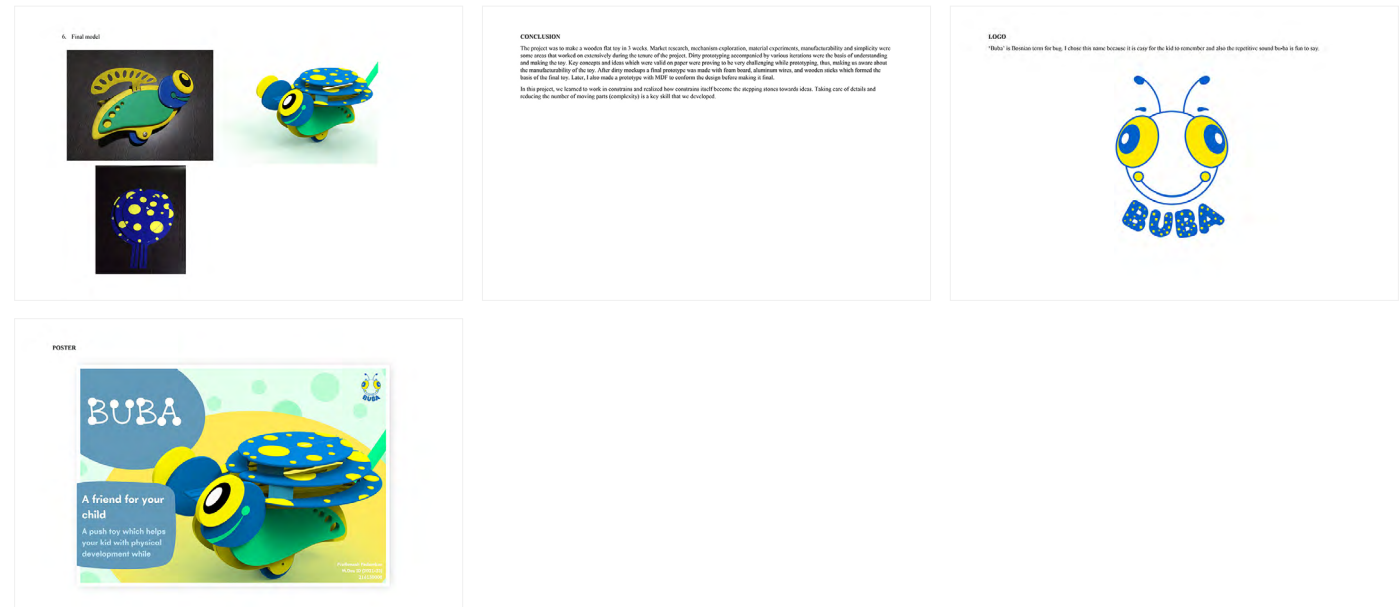 6. Final model
CONCLUSION
The project was to make a wooden flat toy in 3 weeks. Market research, mechanism exploration, material experiments, manufacturability and simplicity were
some areas that worked on extensively during the tenure of the project. Dirty prototyping accompanied by various iterations were the basis of understanding
and making the toy. Key concepts and ideas which were valid on paper were proving to be very challenging while prototyping, thus, making us aware about
the manufacturability of the toy. After dirty mockups a final prototype was made with foam board, aluminum wires, and wooden sticks which formed the
basis of the final toy. Later, I also made a prototype with MDF to conform the design before making it final.
In this project, we learned to work in constrains and realized how constrains itself become the stepping stones towards ideas. Taking care of details and
reducing the number of moving parts (complexity) is a key skill that we developed.
LOGO
'Buba' is Bosnian term for bug. I chose this name because it is easy for the kid to remember and also the repetitive sound bu-ba is fun to say.
BUBA
POSTER
BUBA
BUBA
A friend for your
child
A push toy which helps
your kid with physical
development while